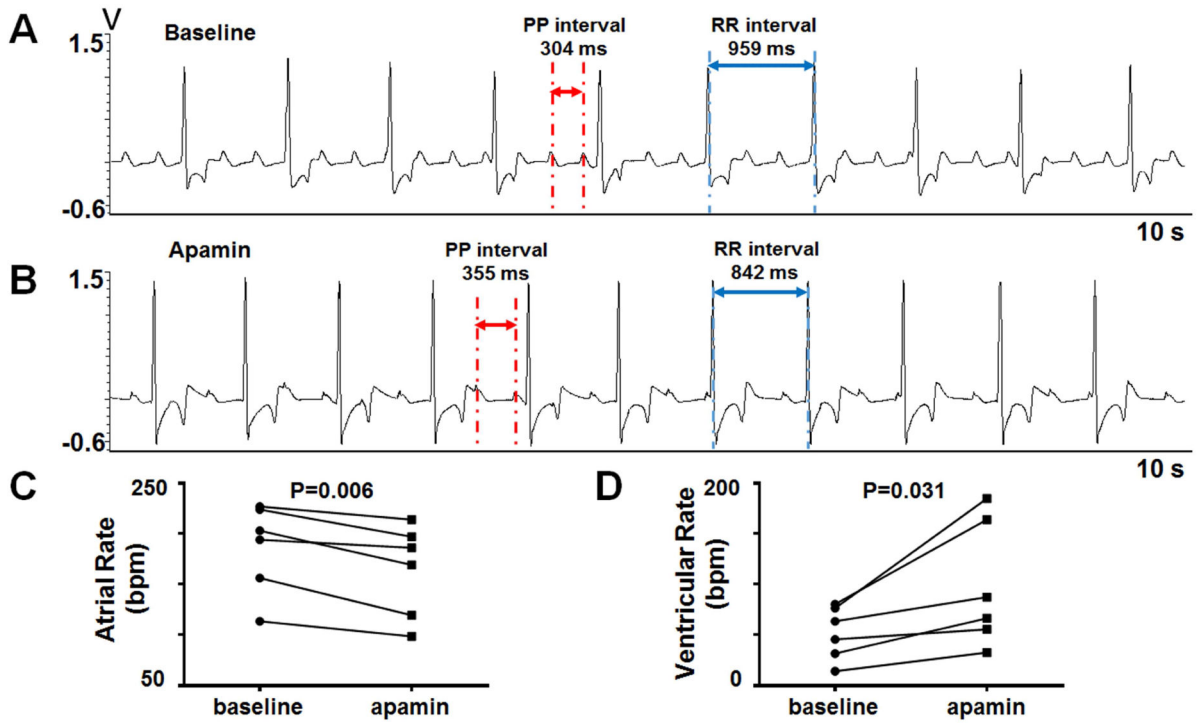 A
V
Baseline
PP interval
304 ms
RR interval
959 ms
1.5
-0.6
10 s
B
Apamin
PP interval
355 ms
RR interval
842 ms
1.5
-0.6
10 s
C
250
P=0.006
Atrial Rate
(bpm)
50
baseline
apamin
D
200
P=0.031
Ventricular Rate
(bpm)
0
baseline
apamin